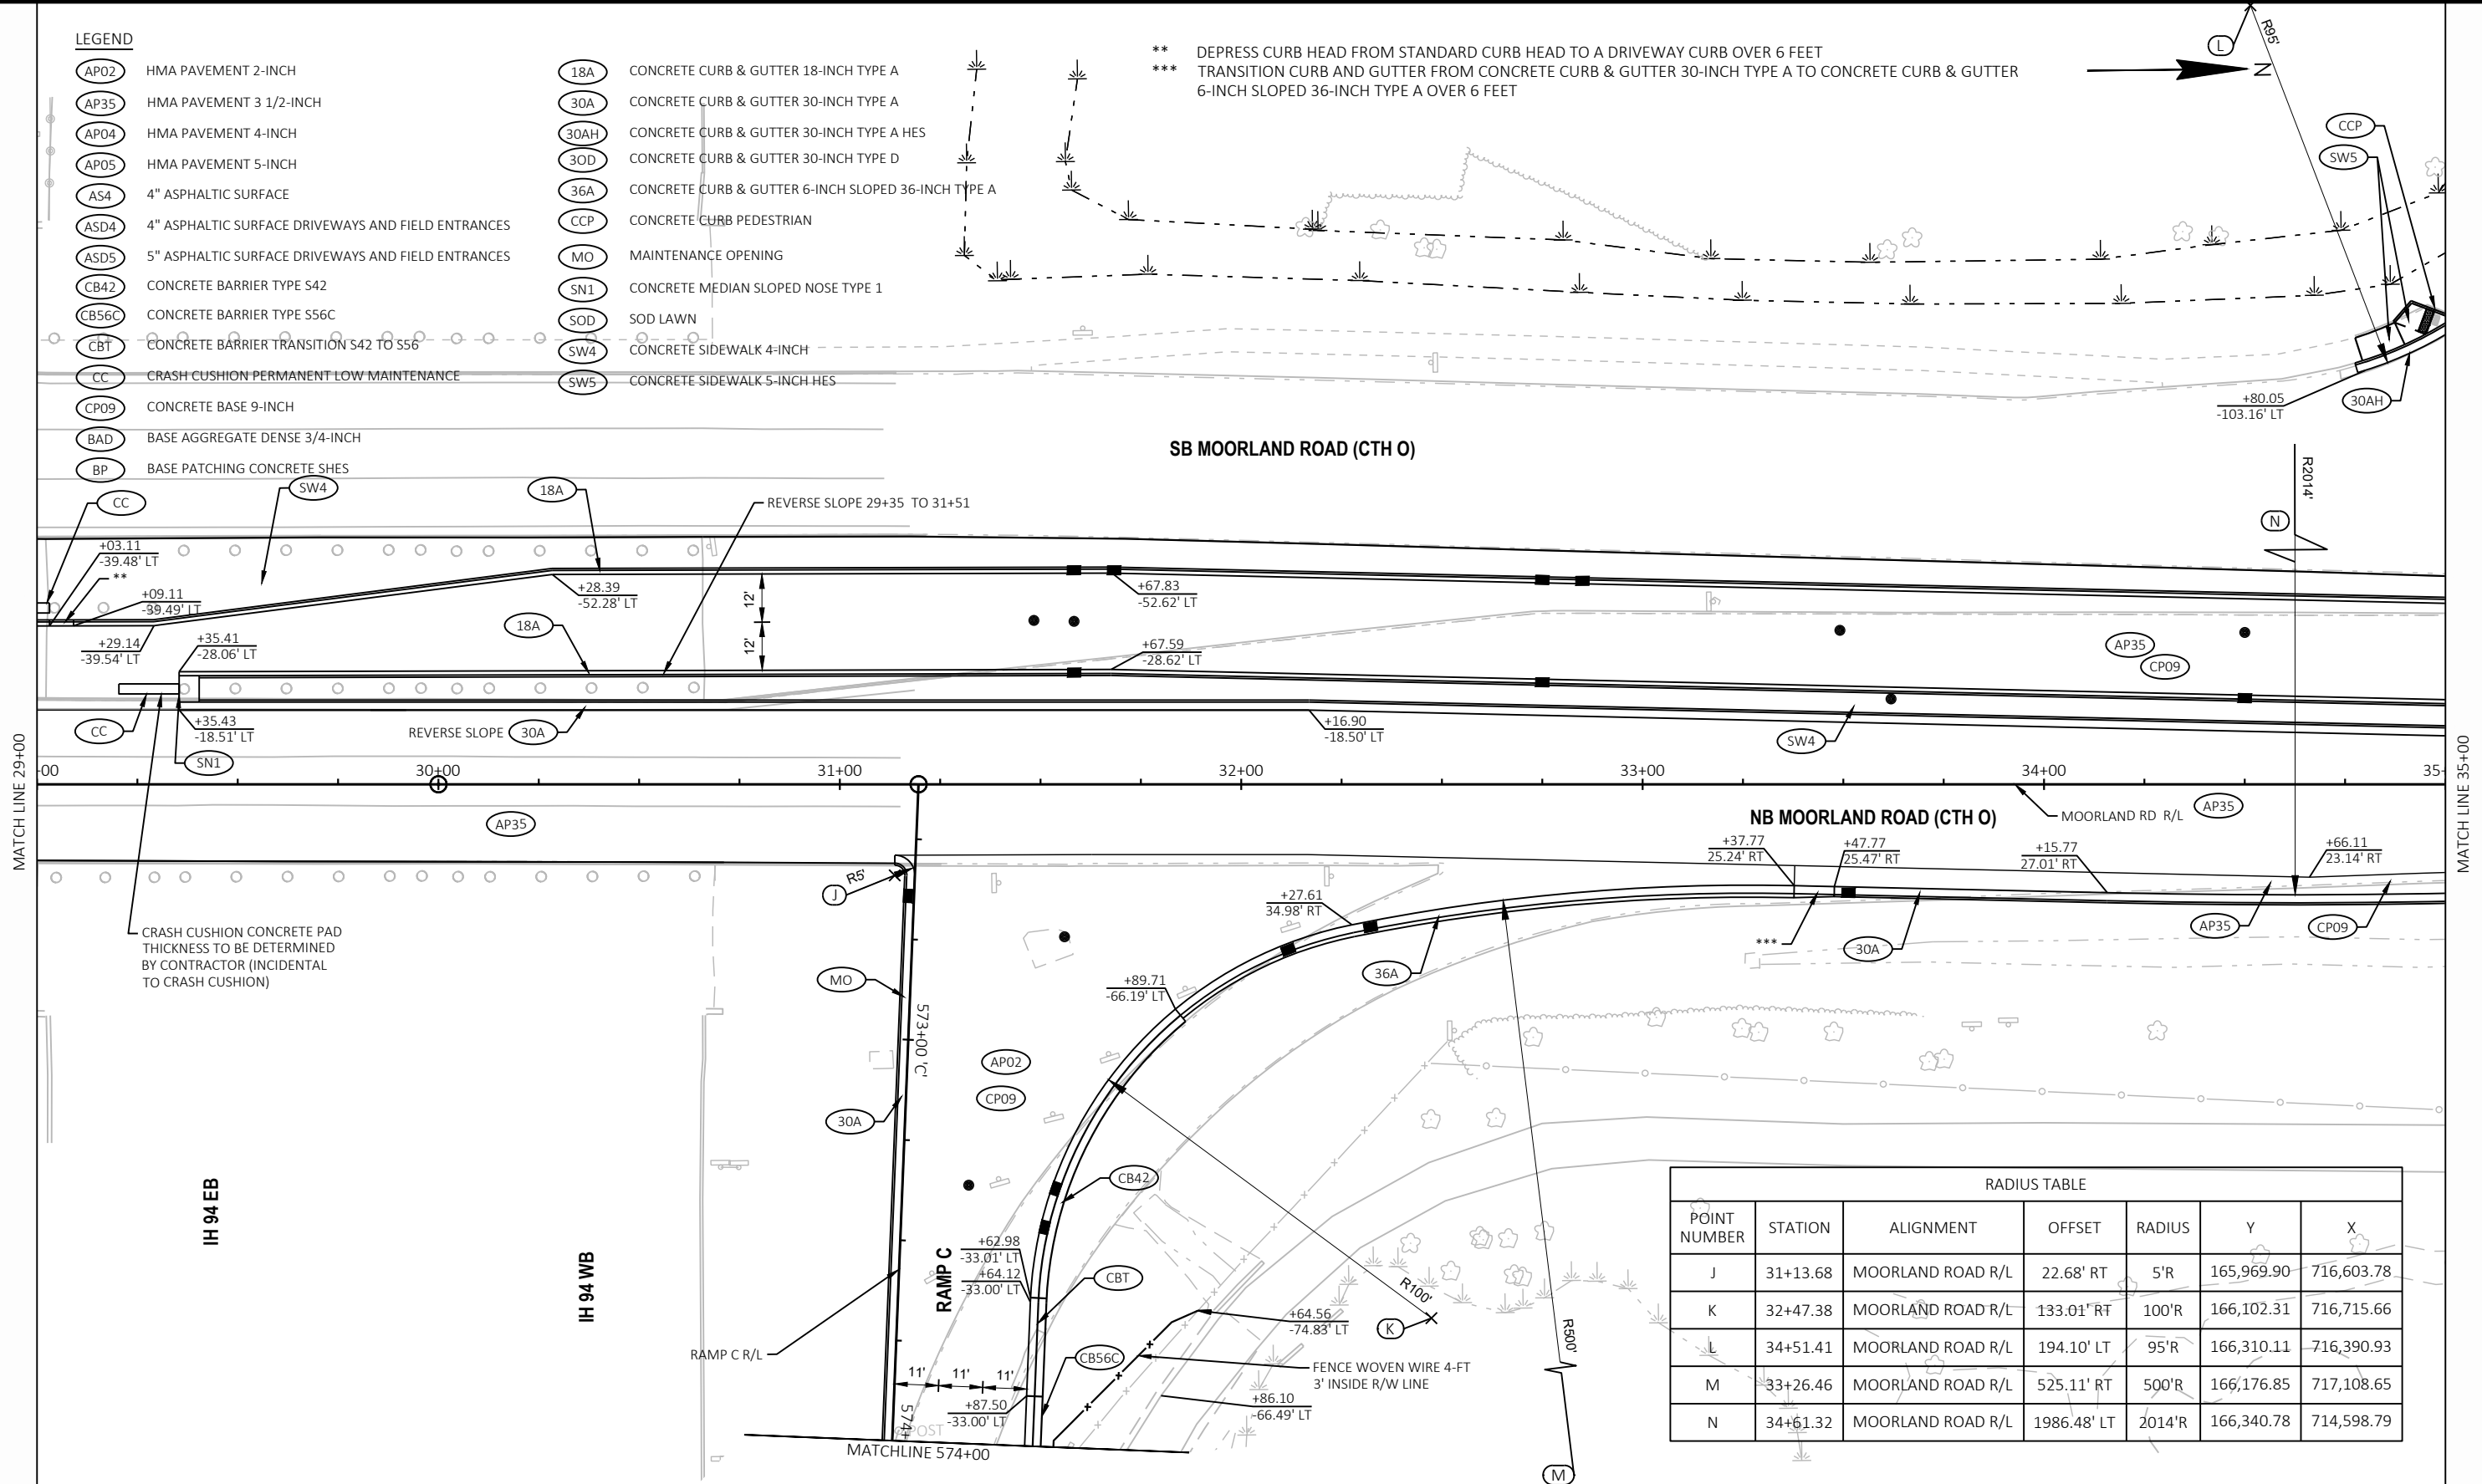 LEGEND
AP02 HMA PAVEMENT 2-INCH
AP35 HMA PAVEMENT 3 1/2-INCH
AP04 HMA PAVEMENT 4-INCH
AP05 HMA PAVEMENT 5-INCH
AS4 4" ASPHALTIC SURFACE
ASD4 4" ASPHALTIC SURFACE DRIVEWAYS AND FIELD ENTRANCES
ASD5 5" ASPHALTIC SURFACE DRIVEWAYS AND FIELD ENTRANCES
CB42 CONCRETE BARRIER TYPE S42
CB56C CONCRETE BARRIER TYPE S56C
CBT CONCRETE BARRIER TRANSITION S42 TO S56
CC CRASH CUSHION PERMANENT LOW MAINTENANCE
CP09 CONCRETE BASE 9-INCH
BAD BASE AGGREGATE DENSE 3/4-INCH
BP BASE PATCHING CONCRETE SHES
18A CONCRETE CURB & GUTTER 18-INCH TYPE A
30A CONCRETE CURB & GUTTER 30-INCH TYPE A
30AH CONCRETE CURB & GUTTER 30-INCH TYPE A HES
3OD CONCRETE CURB & GUTTER 30-INCH TYPE D
36A CONCRETE CURB & GUTTER 6-INCH SLOPED 36-INCH TYPE A
CCP CONCRETE CURB PEDESTRIAN
MO MAINTENANCE OPENING
SN1 CONCRETE MEDIAN SLOPED NOSE TYPE 1
SOD SOD LAWN
SW4 CONCRETE SIDEWALK 4-INCH
SW5 CONCRETE SIDEWALK 5-INCH HES
** DEPRESS CURB HEAD FROM STANDARD CURB HEAD TO A DRIVEWAY CURB OVER 6 FEET
*** TRANSITION CURB AND GUTTER FROM CONCRETE CURB & GUTTER 30-INCH TYPE A TO CONCRETE CURB & GUTTER
6-INCH SLOPED 36-INCH TYPE A OVER 6 FEET
N
L
R95'
CCP
SW5
+80.05
-103.16' LT
30AH
SB MOORLAND ROAD (CTH O)
R2014'
N
CC
SW4
18A
REVERSE SLOPE 29+35 TO 31+51
+03.11
-39.48' LT
**
+09.11
-39.49' LT
+29.14
-39.54' LT
+35.41
-28.06' LT
+28.39
-52.28' LT
18A
12'
12'
+67.83
-52.62' LT
+67.59
-28.62' LT
AP35
CP09
CC
+35.43
-18.51' LT
SN1
REVERSE SLOPE 30A
+16.90
-18.50' LT
SW4
MATCH LINE 29+00
MATCH LINE 35+00
-00
30+00
31+00
32+00
33+00
34+00
35+
AP35
NB MOORLAND ROAD (CTH O)
MOORLAND RD R/L
AP35
J
R5'
+37.77
25.24' RT
+47.77
25.47' RT
+15.77
27.01' RT
+66.11
23.14' RT
+27.61
34.98' RT
***
30A
AP35
CP09
36A
CRASH CUSHION CONCRETE PAD
THICKNESS TO BE DETERMINED
BY CONTRACTOR (INCIDENTAL
TO CRASH CUSHION)
MO
573+00 'C'
+89.71
-66.19' LT
AP02
CP09
30A
CB42
IH 94 EB
IH 94 WB
RAMP C
+62.98
-33.01' LT
+64.12
-33.00' LT
CBT
R100'
K
+64.56
-74.83' LT
RAMP C R/L
CB56C
FENCE WOVEN WIRE 4-FT
3' INSIDE R/W LINE
11'
11'
11'
+87.50
-33.00' LT
+86.10
-66.49' LT
574+
POST
MATCHLINE 574+00
R500'
M
RADIUS TABLE
POINT NUMBER STATION ALIGNMENT OFFSET RADIUS Y X
J 31+13.68 MOORLAND ROAD R/L 22.68' RT 5'R 165,969.90 716,603.78
K 32+47.38 MOORLAND ROAD R/L 133.01' RT 100'R 166,102.31 716,715.66
L 34+51.41 MOORLAND ROAD R/L 194.10' LT 95'R 166,310.11 716,390.93
M 33+26.46 MOORLAND ROAD R/L 525.11' RT 500'R 166,176.85 717,108.65
N 34+61.32 MOORLAND ROAD R/L 1986.48' LT 2014'R 166,340.78 714,598.79